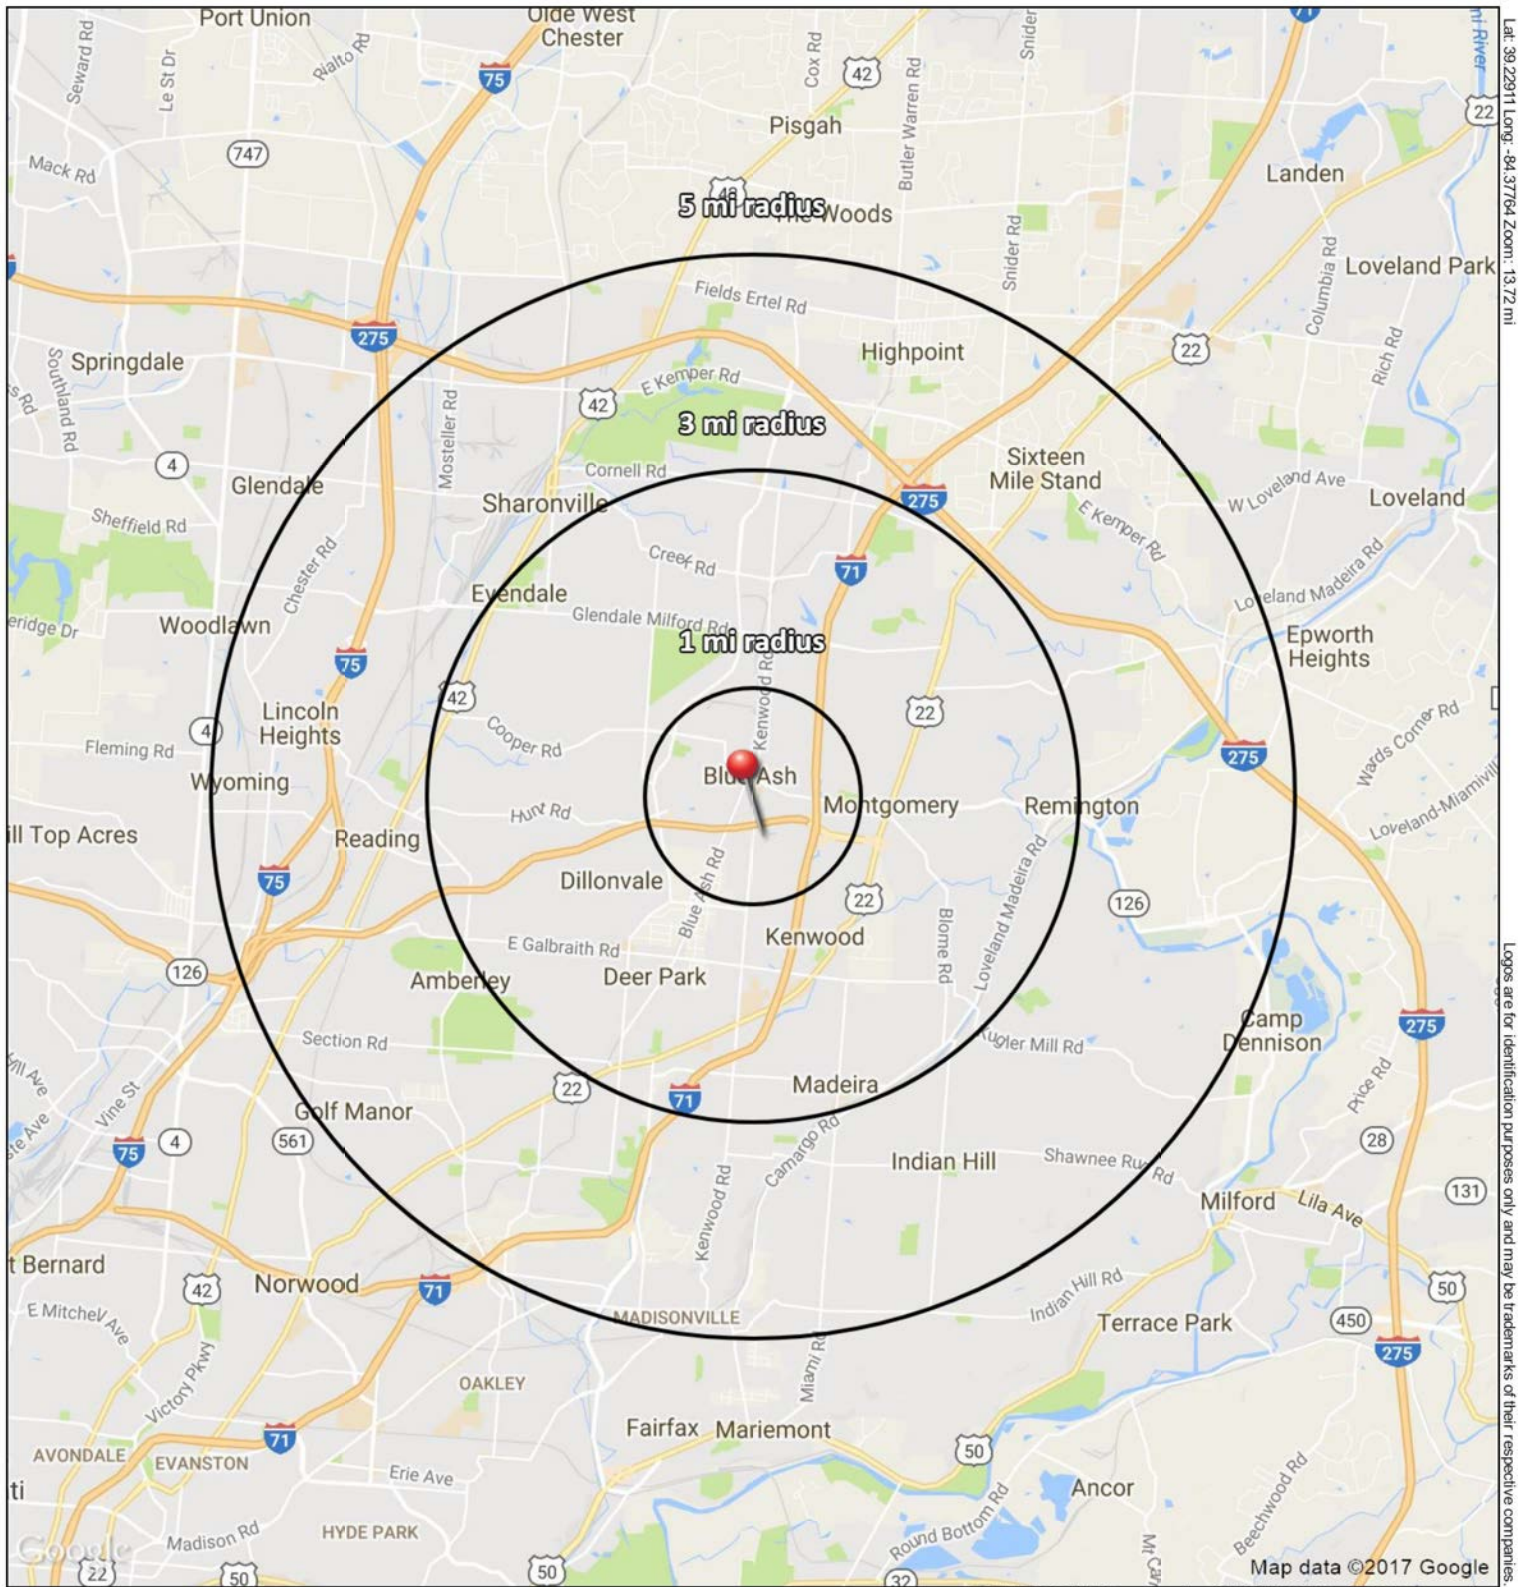 Port Union
Olde West
Chester
71
Seward Rd
Le St Dr
Rialto Rd
75
Cox Rd
42
Snider
22
Butler Warren Rd
Pisgah
747
Mack Rd
Landen
5 mi radius
The Woods
Snider Rd
Columbia Rd
Loveland Park
Fields Ertel Rd
275
Springdale
Southland Rd
Highpoint
22
Rich Rd
E Kemper Rd
42
Mosteller Rd
3 mi radius
4
Glendale
Cornell Rd
Sixteen
Mile Stand
W Loveland Ave
Loveland
Sharonville
275
Sheffield Rd
E Kemper Rd
Chester Rd
Creek Rd
71
Loveland Madeira Rd
Evendale
Glendale Milford Rd
Woodlawn
eridge Dr
1 mi radius
Epworth
Heights
75
42
Kenwood Rd
22
Lincoln
Heights
4
Fleming Rd
Cooper Rd
275
Wards Corner Rd
Wyoming
Blue Ash
Hunt Rd
Montgomery
Remington
Loveland-Miamiville
ill Top Acres
Reading
75
Dillonvale
Blue Ash Rd
22
Loveland Madeira Rd
126
Blome Rd
Kenwood
E Galbraith Rd
126
Amberley
Deer Park
Camp
Dennison
275
Section Rd
Kugler Mill Rd
Hill Ave
Vine St
22
71
Madeira
Price Rd
Golf Manor
ste Ave
75
4
561
Camargo Rd
28
Indian Hill
Shawnee Run Rd
Milford
Lila Ave
131
Kenwood Rd
t Bernard
42
Norwood
71
Indian Hill Rd
50
E Mitchell Ave
MADISONVILLE
Terrace Park
450
275
Miami Rd
Victory Pkwy
OAKLEY
Fairfax
Mariemont
71
AVONDALE
EVANSTON
Erie Ave
50
Ancor
ti
Beechwood Rd
Madison Rd
HYDE PARK
Round Bottom Rd
Google
22
50
50
32
Map data ©2017 Google
Lat: 39.22911 Long: -84.37764 Zoom: 13.72 mi
Logos are for identification purposes only and may be trademarks of their respective companies.